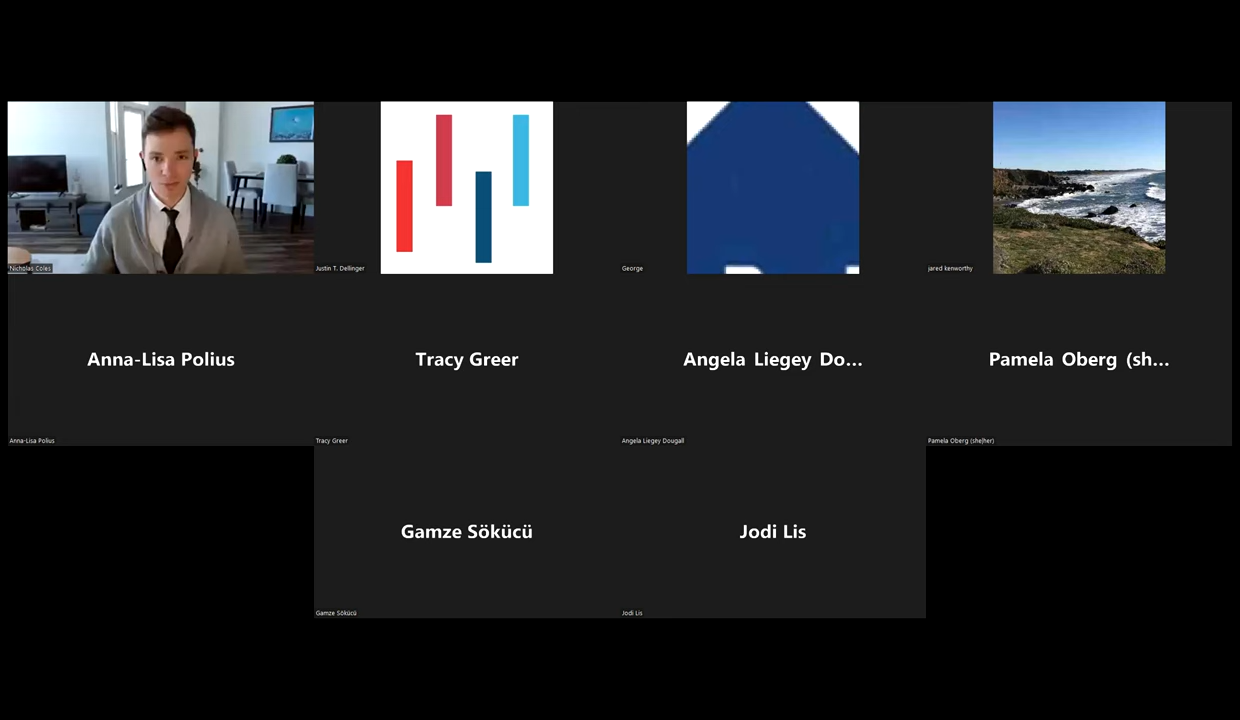 Nicholas Coles
Justin T. Dellinger
George
jared kenworthy
Anna-Lisa Polius
Tracy Greer
Angela Liegey Do...
Pamela Oberg (sh...
Anna-Lisa Polius
Tracy Greer
Angela Liegey Dougall
Pamela Oberg (she/her)
Gamze Sökücü
Jodi Lis
Gamze Sökücü
Jodi Lis